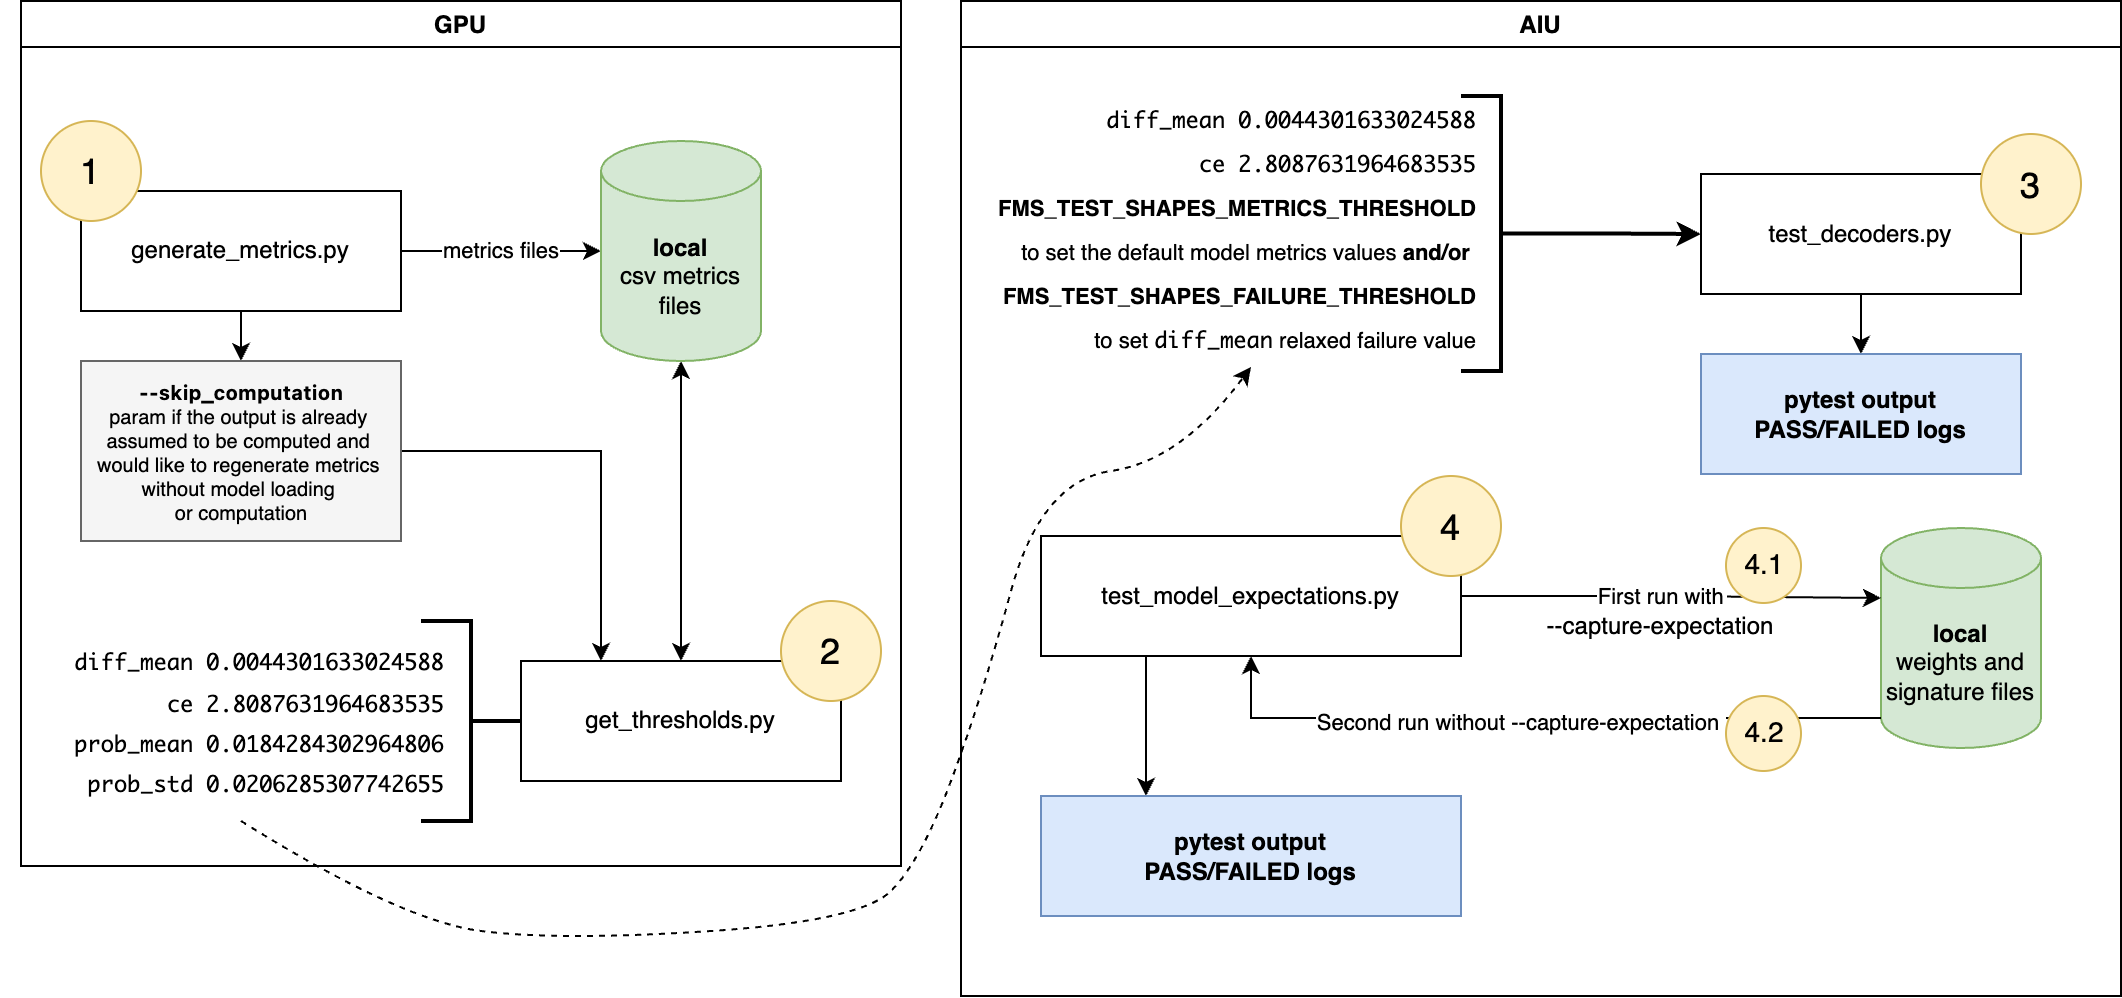 GPU
1
generate_metrics.py
metrics files
local
csv metrics
files
--skip_computation
param if the output is already
assumed to be computed and
would like to regenerate metrics
without model loading
or computation
2
get_thresholds.py
diff_mean 0.0044301633024588
ce 2.8087631964683535
prob_mean 0.0184284302964806
prob_std 0.0206285307742655
AIU
diff_mean 0.0044301633024588
ce 2.8087631964683535
FMS_TEST_SHAPES_METRICS_THRESHOLD
to set the default model metrics values and/or
FMS_TEST_SHAPES_FAILURE_THRESHOLD
to set diff_mean relaxed failure value
3
test_decoders.py
pytest output
PASS/FAILED logs
4
test_model_expectations.py
4.1
First run with
--capture-expectation
local
weights and
signature files
Second run without --capture-expectation
4.2
pytest output
PASS/FAILED logs